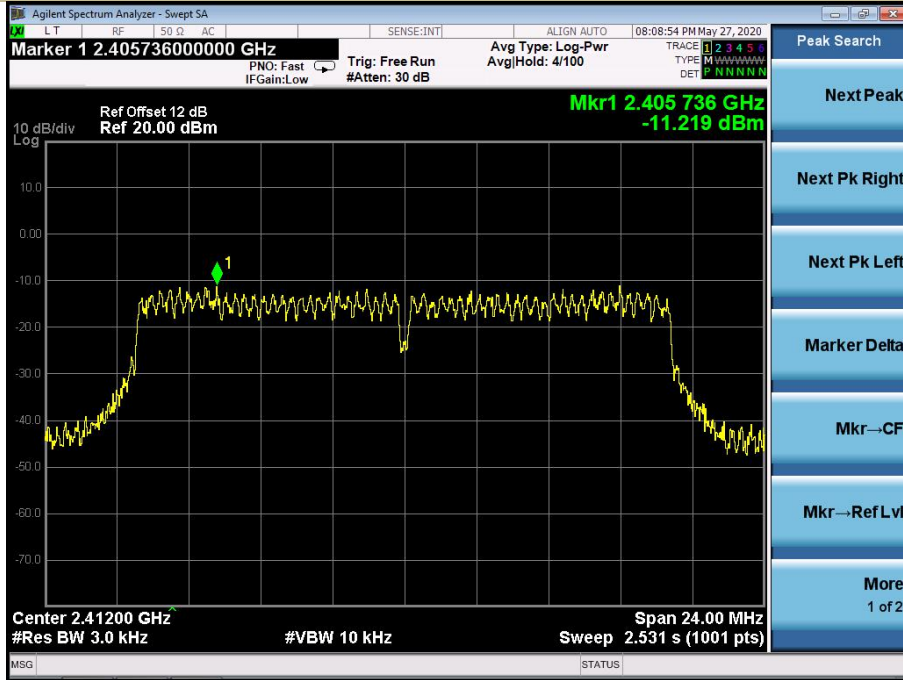 Agilent Spectrum Analyzer - Swept SA
LXI L T RF 50 Ω AC SENSE:INT ALIGN AUTO 08:08:54 PM May 27, 2020
Marker 1 2.405736000000 GHz
PNO: Fast
IFGain:Low
Trig: Free Run
#Atten: 30 dB
Avg Type: Log-Pwr
Avg|Hold: 4/100
TRACE 1 2 3 4 5 6
TYPE M WWWWW
DET P N N N N N
Peak Search
Next Peak
Next Pk Right
Next Pk Left
Marker Delta
Mkr→CF
Mkr→Ref Lvl
More
1 of 2
Mkr1 2.405 736 GHz
-11.219 dBm
Ref Offset 12 dB
10 dB/div Ref 20.00 dBm
Log
10.0
0.00
1
-10.0
-20.0
-30.0
-40.0
-50.0
-60.0
-70.0
Center 2.41200 GHz Span 24.00 MHz
#Res BW 3.0 kHz #VBW 10 kHz Sweep 2.531 s (1001 pts)
MSG STATUS